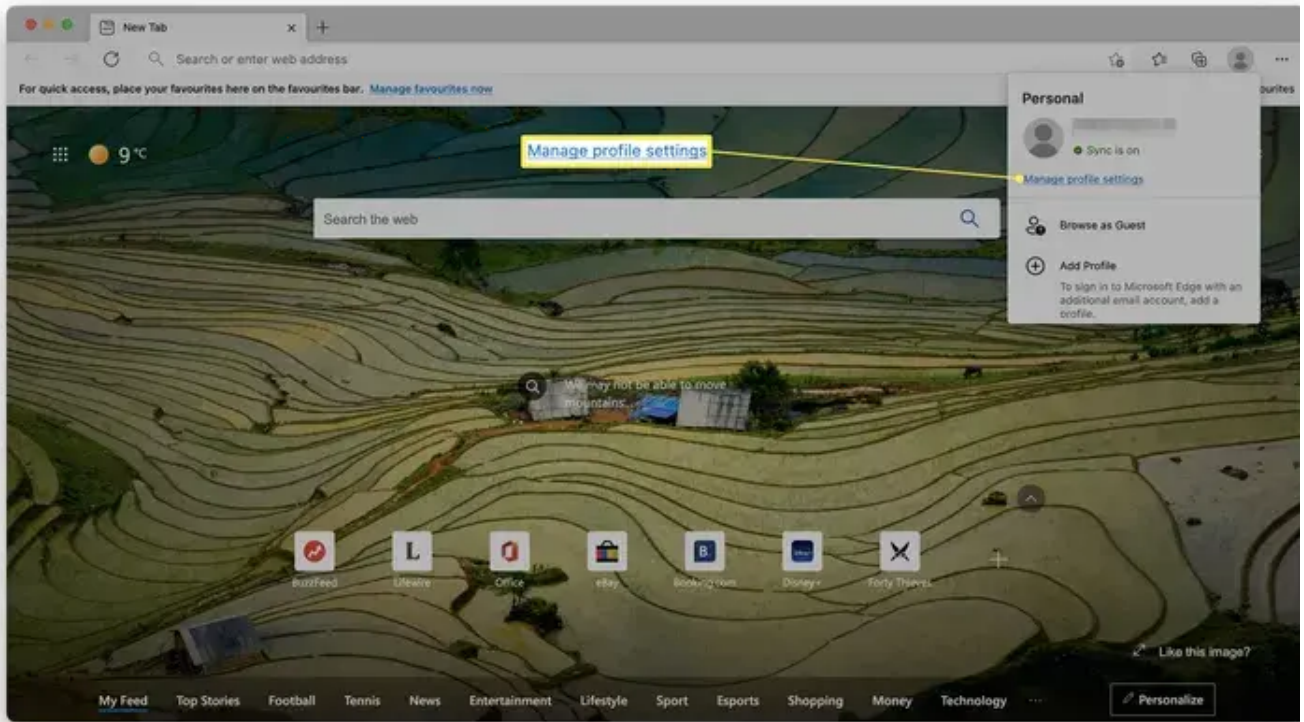 New Tab
Search or enter web address
For quick access, place your favourites here on the favourites bar. Manage favourites now
ourites
Personal
Sync is on
Manage profile settings
Browse as Guest
Add Profile
To sign in to Microsoft Edge with an
additional email account, add a
profile.
9 °C
Manage profile settings
Search the web
We may not be able to move
mountains...
BuzzFeed
L
Lifewire
Office
eBay
B.
Booking.com
Disney+
Forty Thieves
Like this image?
My Feed Top Stories Football Tennis News Entertainment Lifestyle Sport Esports Shopping Money Technology ...
Personalize